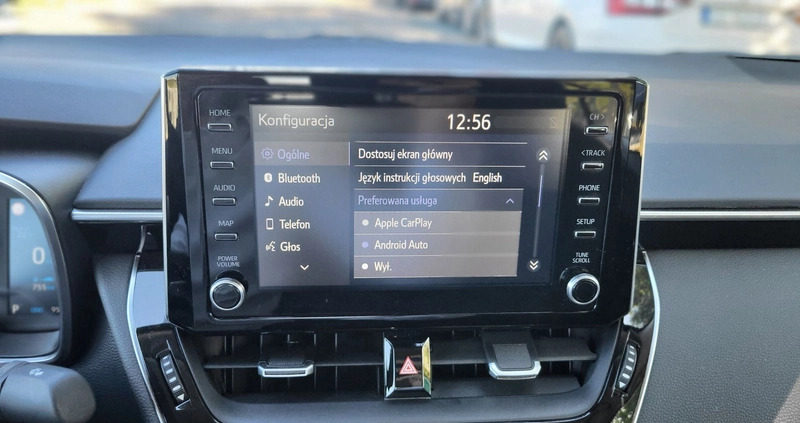 HOME
MENU
AUDIO
MAP
POWER
VOLUME
Konfiguracja
12:56
Ogólne
Bluetooth
Audio
Telefon
Głos
Dostosuj ekran główny
Język instrukcji głosowych English
Preferowana usługa
Apple CarPlay
Android Auto
Wył.
CH >
< TRACK
PHONE
SETUP
TUNE
SCROLL
0
P